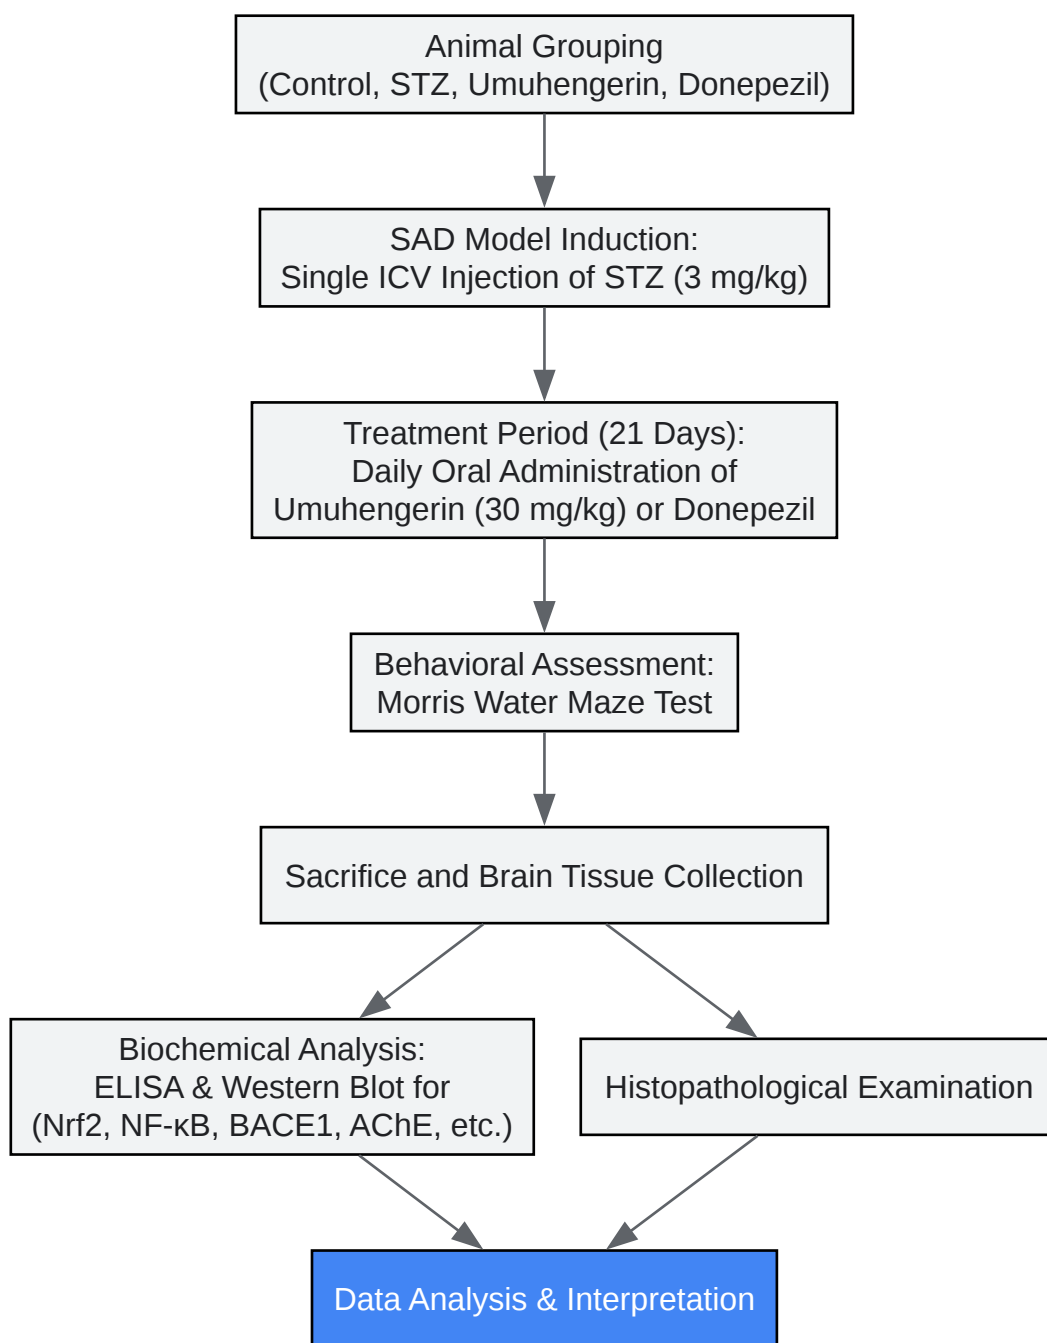 Animal Grouping
(Control, STZ, Umuhengerin, Donepezil)
SAD Model Induction:
Single ICV Injection of STZ (3 mg/kg)
Treatment Period (21 Days):
Daily Oral Administration of
Umuhengerin (30 mg/kg) or Donepezil
Behavioral Assessment:
Morris Water Maze Test
Sacrifice and Brain Tissue Collection
Biochemical Analysis:
ELISA & Western Blot for
(Nrf2, NF-κB, BACE1, AChE, etc.)
Histopathological Examination
Data Analysis & Interpretation